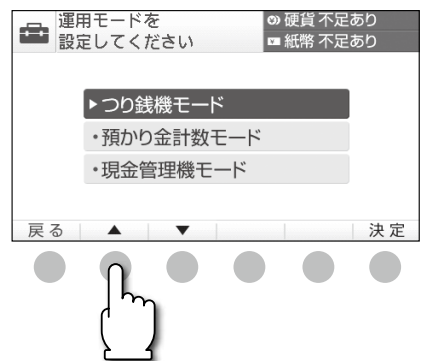 運用モードを
設定してください
硬貨 不足あり
紙幣 不足あり
▶つり銭機モード
・預かり金計数モード
・現金管理機モード
戻る ▲ ▼ 決定